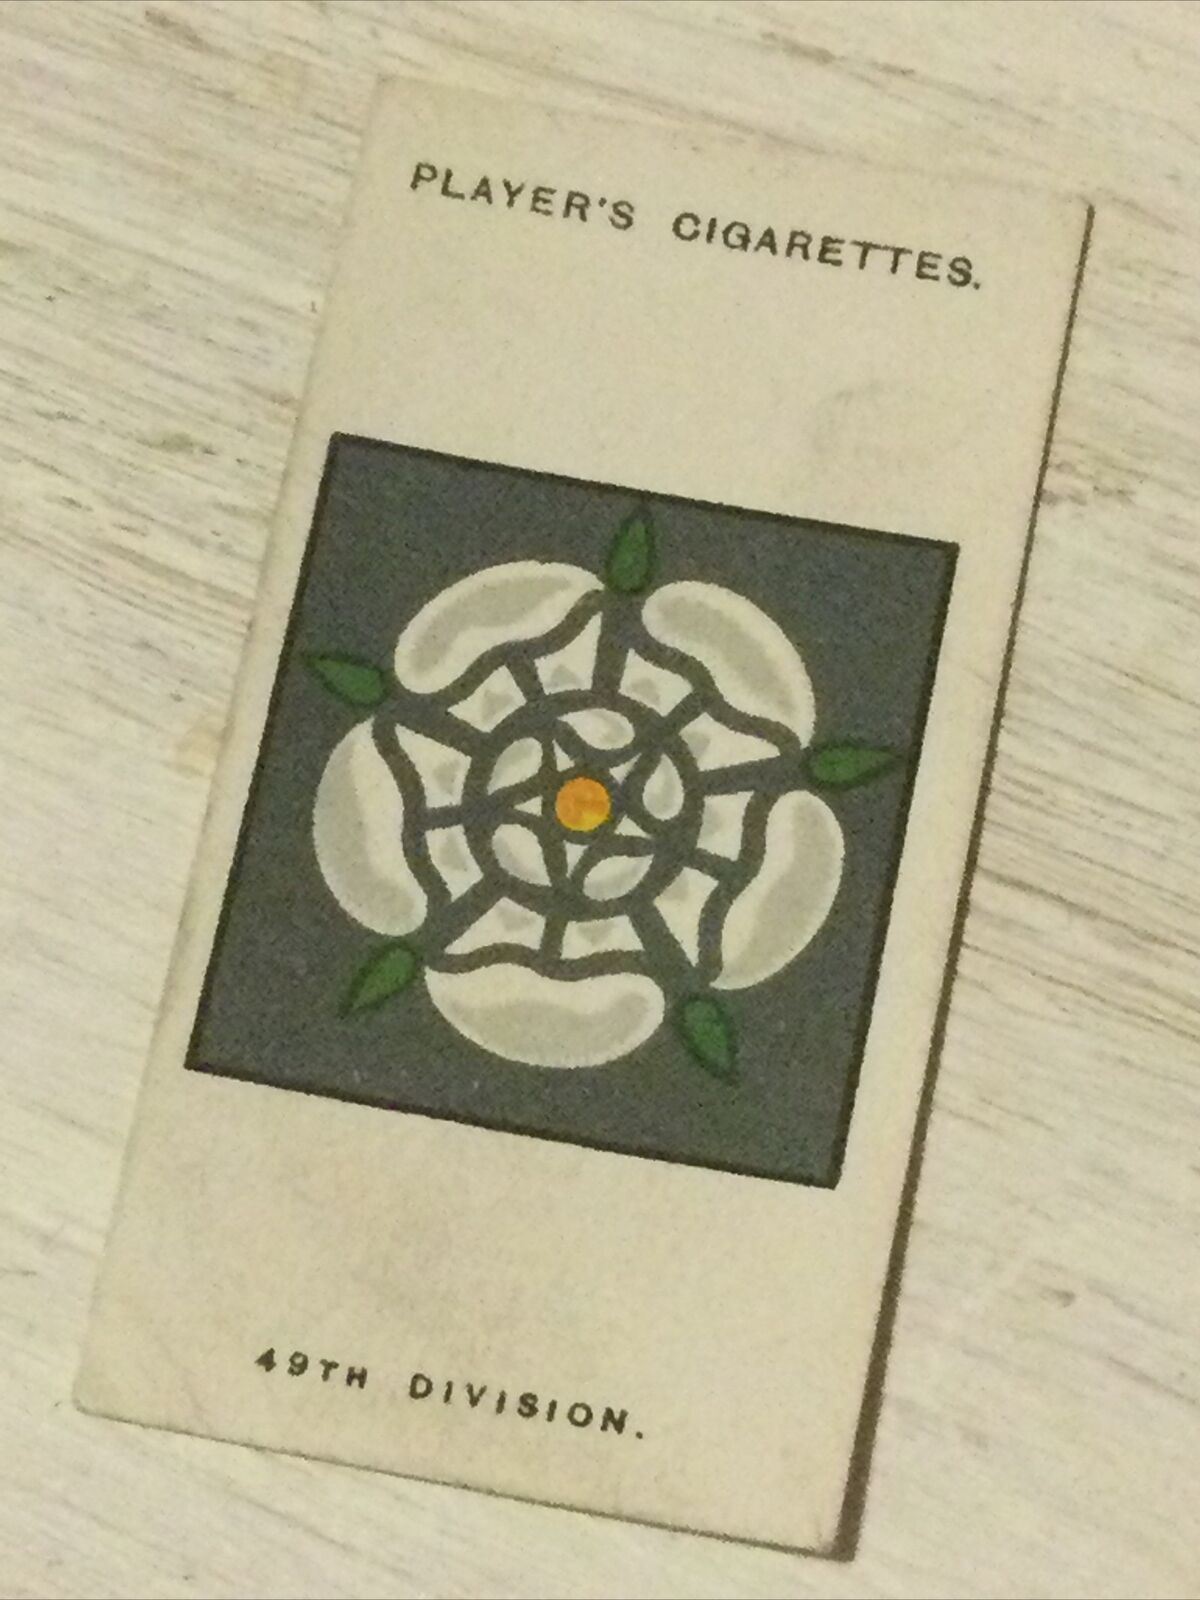 PLAYER'S CIGARETTES.
49TH DIVISION.